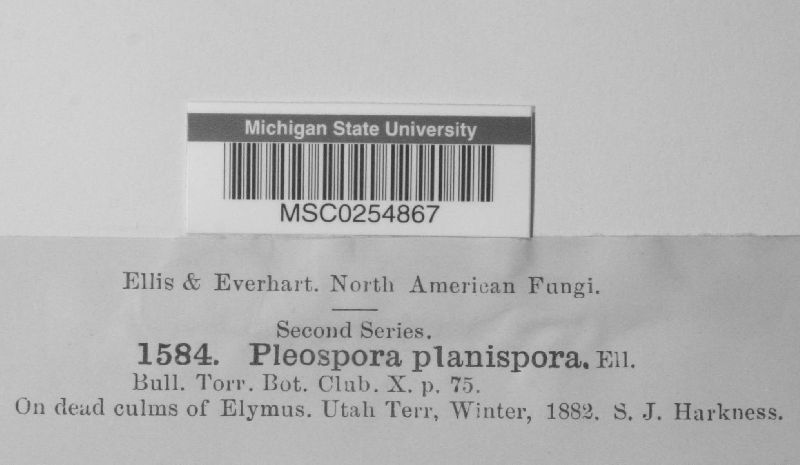 Michigan State University
MSC0254867
Ellis & Everhart. North American Fungi.
Second Series.
1584. Pleospora planispora. Ell.
Bull. Torr. Bot. Club. X. p. 75.
On dead culms of Elymus. Utah Terr, Winter, 1882. S. J. Harkness.